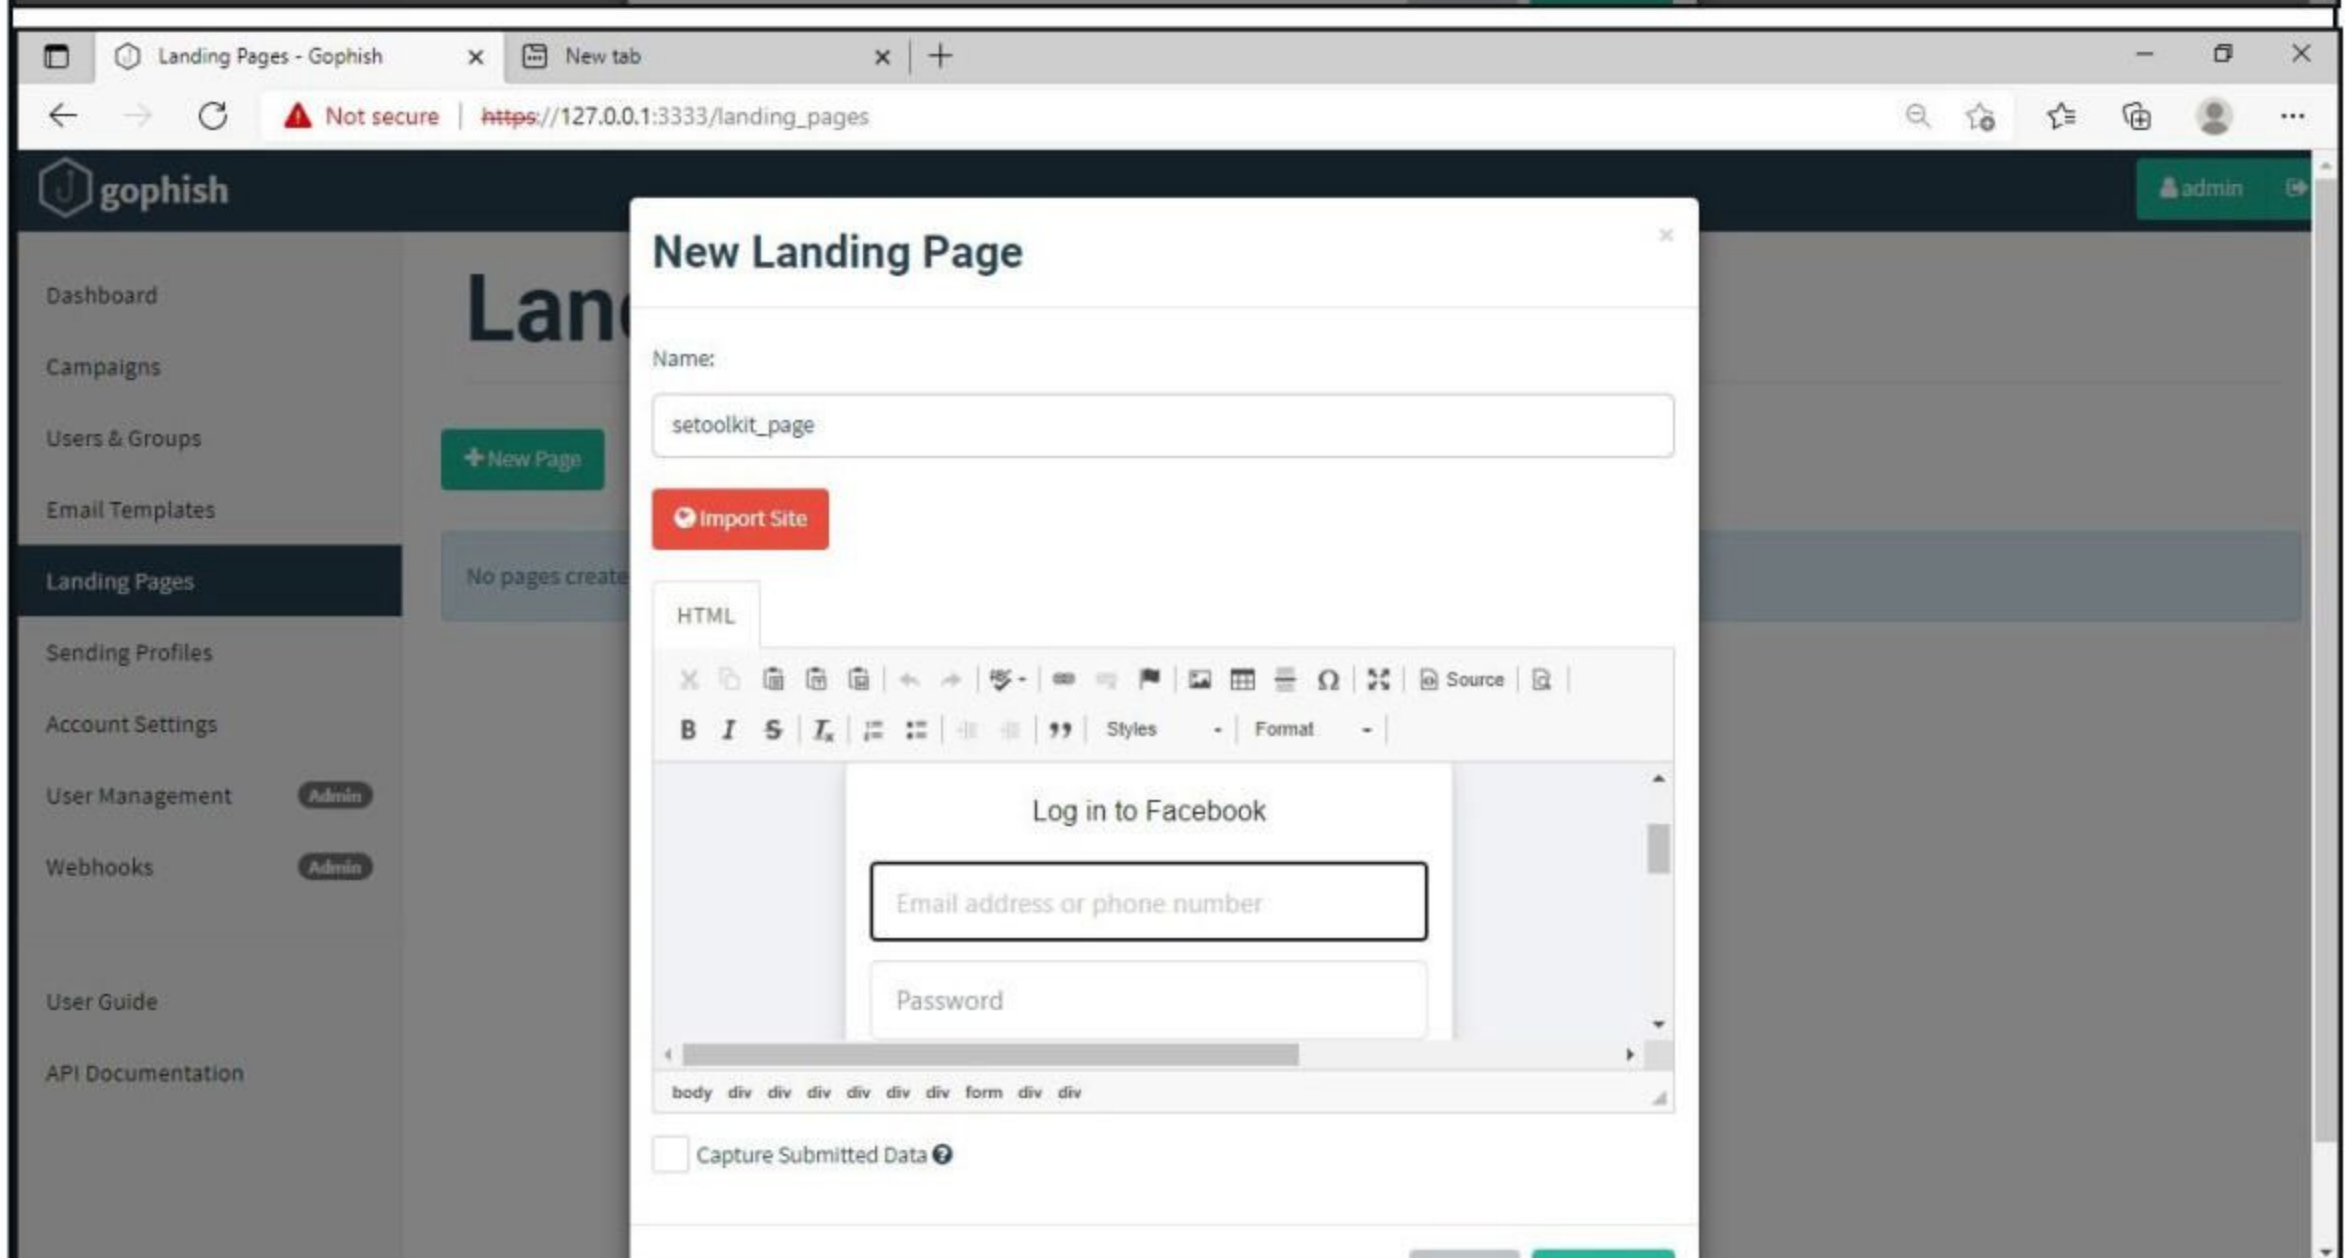 Landing Pages - Gophish
New tab
Not secure | https://127.0.0.1:3333/landing_pages
gophish
admin
New Landing Page
Dashboard
Campaigns
Users & Groups
Email Templates
Landing Pages
Sending Profiles
Account Settings
User Management Admin
Webhooks Admin
User Guide
API Documentation
Lan
New Page
No pages create
Name:
setoolkit_page
Import Site
HTML
Source
Styles
Format
Log in to Facebook
Email address or phone number
Password
body div div div div div div form div div
Capture Submitted Data